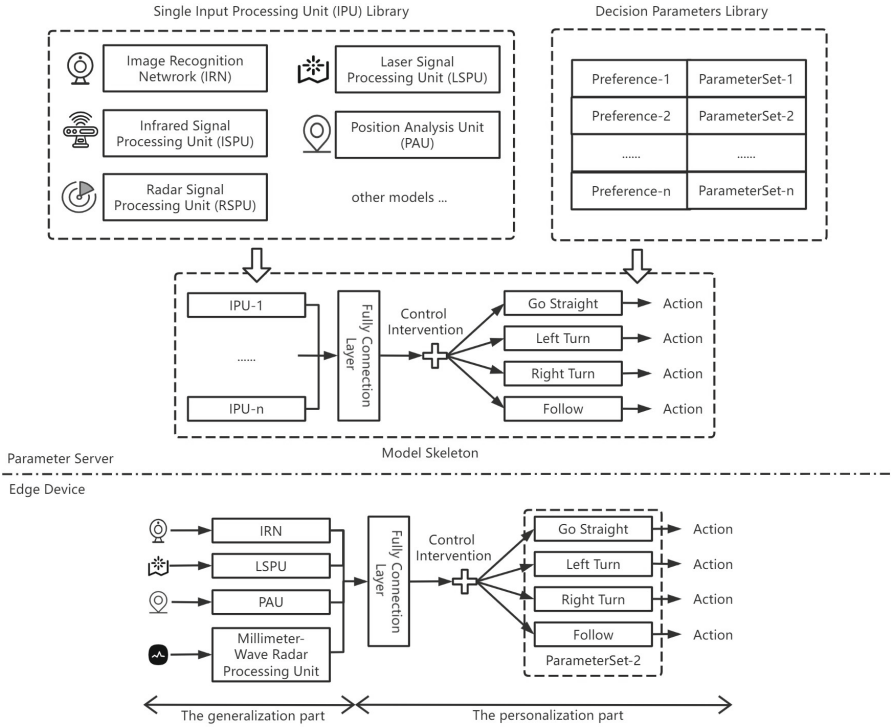 Single Input Processing Unit (IPU) Library
Decision Parameters Library
Image Recognition
Network (IRN)
Laser Signal
Processing Unit (LSPU)
Infrared Signal
Processing Unit (ISPU)
Position Analysis Unit
(PAU)
Radar Signal
Processing Unit (RSPU)
other models ...
Preference-1 ParameterSet-1
Preference-2 ParameterSet-2
...... ......
Preference-n ParameterSet-n
IPU-1
......
IPU-n
Fully Connection
Layer
Control
Intervention
Go Straight
Action
Left Turn
Action
Right Turn
Action
Follow
Action
Model Skeleton
Parameter Server
Edge Device
IRN
LSPU
PAU
Millimeter-
Wave Radar
Processing Unit
Fully Connection
Layer
Control
Intervention
Go Straight
Action
Left Turn
Action
Right Turn
Action
Follow
Action
ParameterSet-2
The generalization part
The personalization part